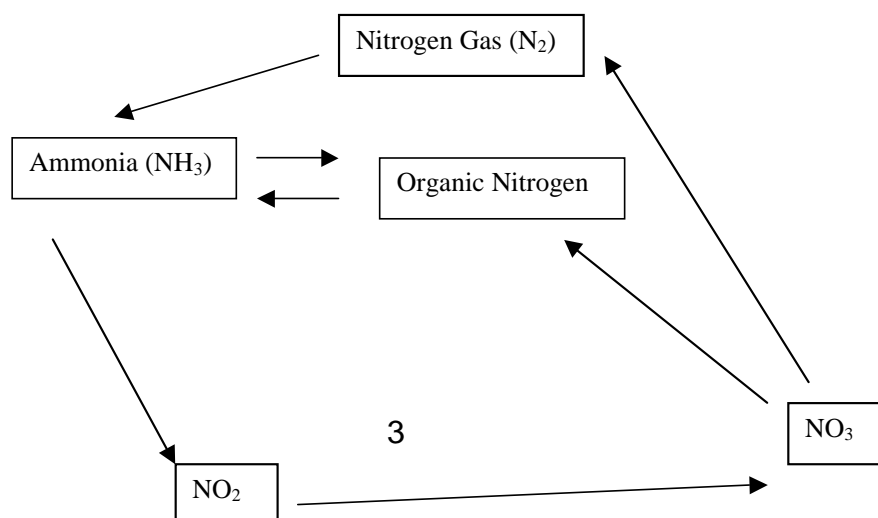 Nitrogen Gas (N₂)
Ammonia (NH₃)
Organic Nitrogen
3
NO₃
NO₂